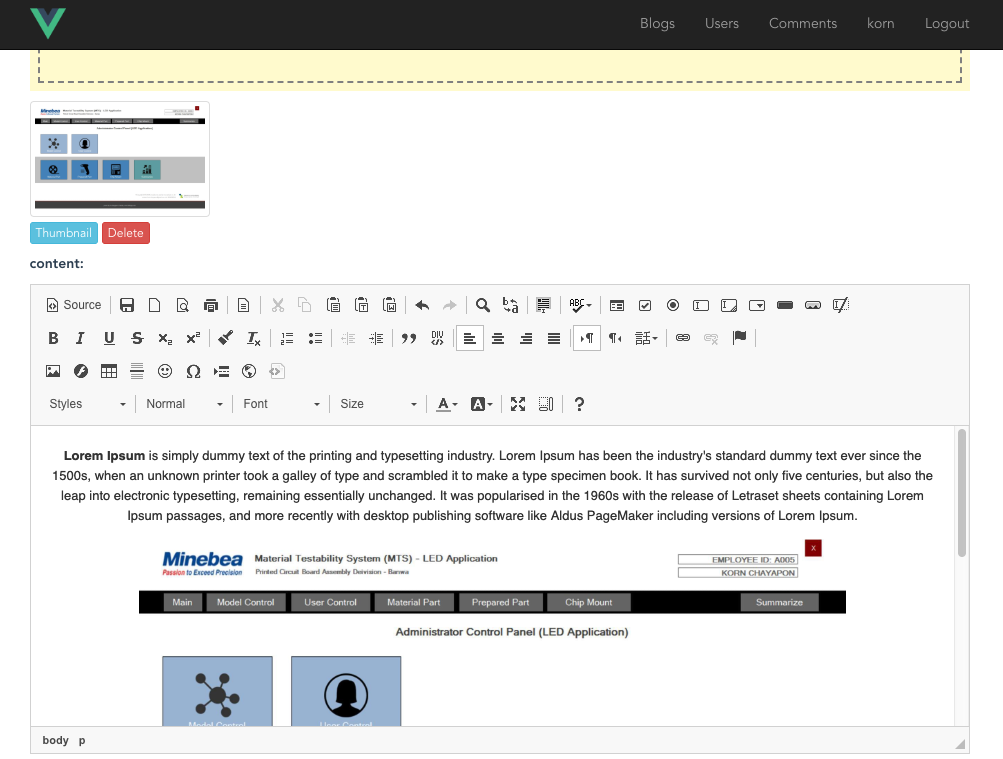 Blogs Users Comments korn Logout
Minebea
Thumbnail Delete
content:
Source
ABC
B I U S x₂ x² Iₓ DIV
Styles Normal Font Size A A ?
Lorem Ipsum is simply dummy text of the printing and typesetting industry. Lorem Ipsum has been the industry's standard dummy text ever since the
1500s, when an unknown printer took a galley of type and scrambled it to make a type specimen book. It has survived not only five centuries, but also the
leap into electronic typesetting, remaining essentially unchanged. It was popularised in the 1960s with the release of Letraset sheets containing Lorem
Ipsum passages, and more recently with desktop publishing software like Aldus PageMaker including versions of Lorem Ipsum.
X
Minebea Material Testability System (MTS) - LED Application EMPLOYEE ID: A005
Passion to Exceed Precision Printed Circuit Board Assembly Deivision - Banwa KORN CHAYAPON
Main Model Control User Control Material Part Prepared Part Chip Mount Summarize
Administrator Control Panel (LED Application)
Model Control User Control
body p